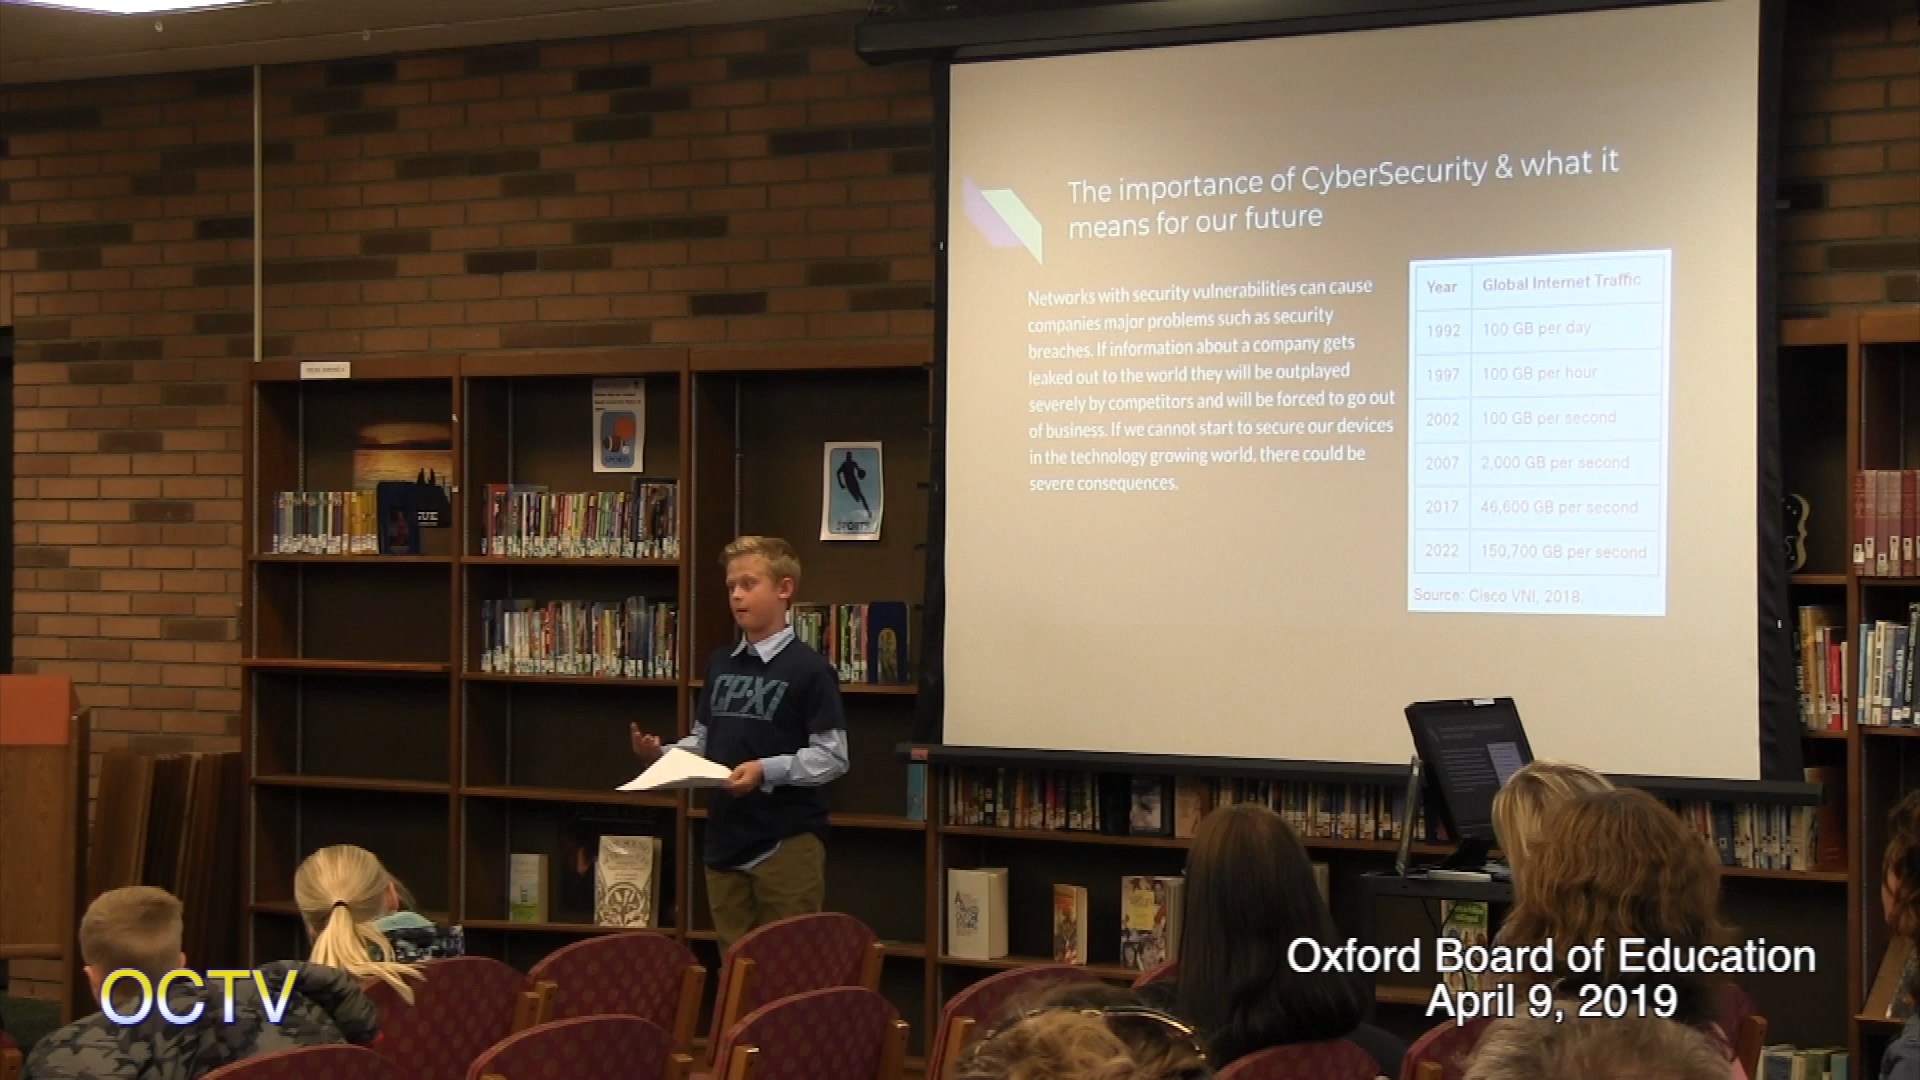 The importance of CyberSecurity & what it
means for our future
Networks with security vulnerabilities can cause
companies major problems such as security
breaches. If information about a company gets
leaked out to the world they will be outplayed
severely by competitors and will be forced to go out
of business. If we cannot start to secure our devices
in the technology growing world, there could be
severe consequences.
Year Global Internet Traffic
1992 100 GB per day
1997 100 GB per hour
2002 100 GB per second
2007 2,000 GB per second
2017 46,600 GB per second
2022 150,700 GB per second
Source: Cisco VNI, 2018.
SPORTS
SPORTS
CP-XI
OCTV
Oxford Board of Education
April 9, 2019